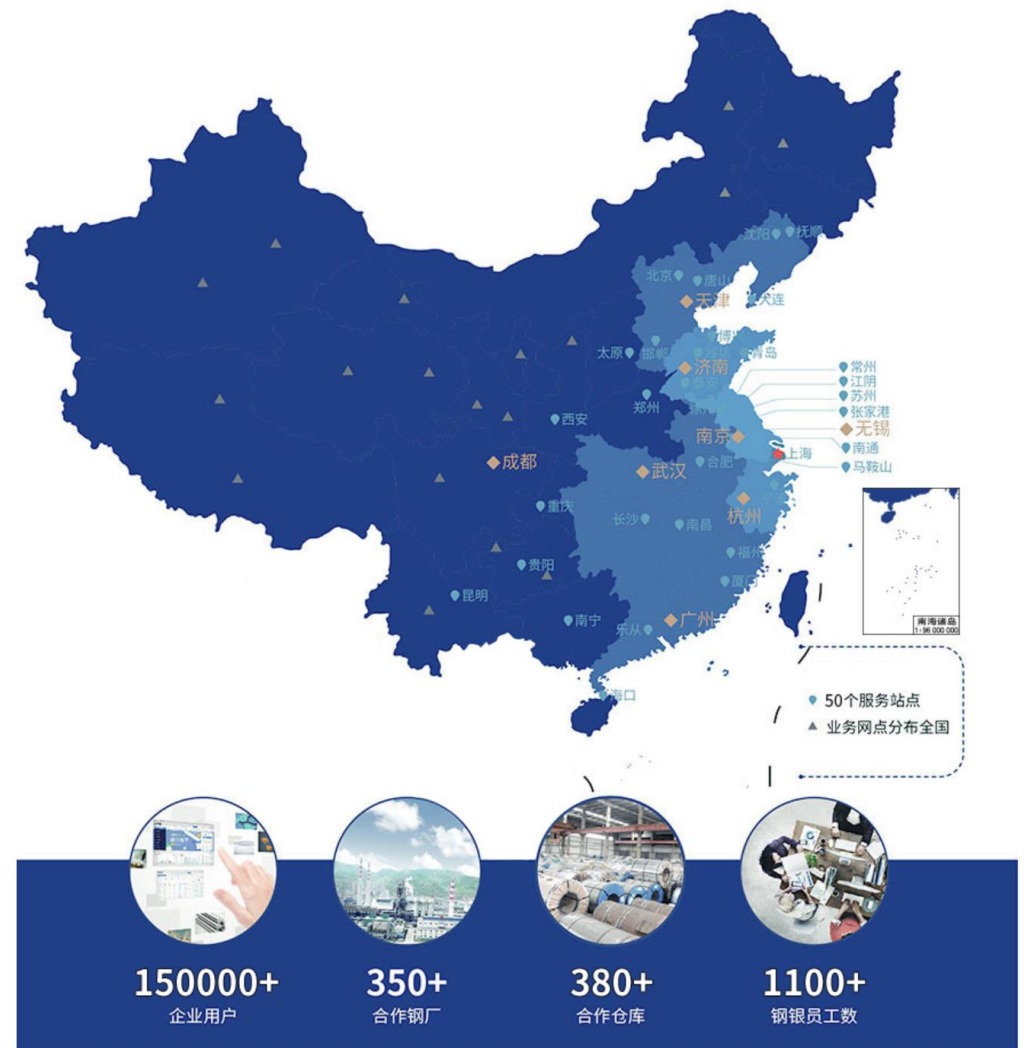 沈阳
抚顺
北京
唐山
天津
大连
太原
邯郸
青岛
济南
泰安
郑州
常州
江阴
苏州
张家港
无锡
南通
马鞍山
西安
南京
上海
成都
武汉
合肥
重庆
杭州
长沙
南昌
贵阳
福州
厦门
昆明
南宁
乐从
广州
海口
南海诸岛
1:96 000 000
50个服务站点
业务网点分布全国
150000+
企业用户
350+
合作钢厂
380+
合作仓库
1100+
钢银员工数